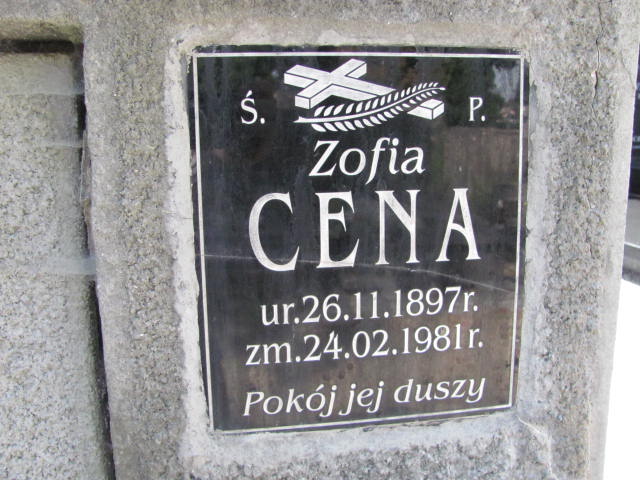 Ś. P.
Zofia
CENA
ur.26.11.1897r.
zm.24.02.1981r.
Pokój jej duszy